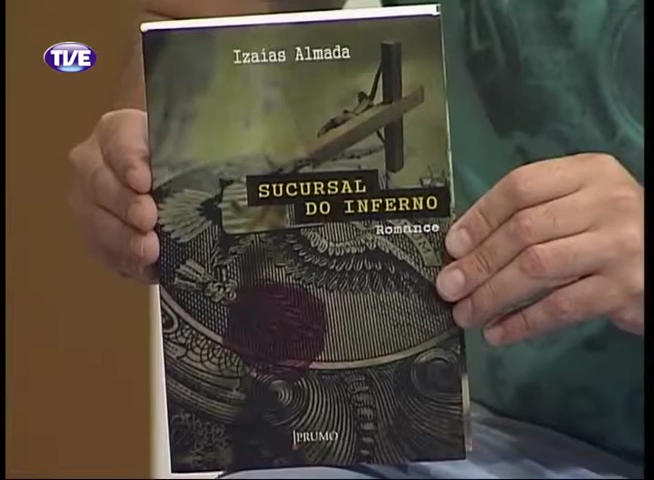 TVE
Izaias Almada
SUCURSAL
DO INFERNO
Romance
PRUMO